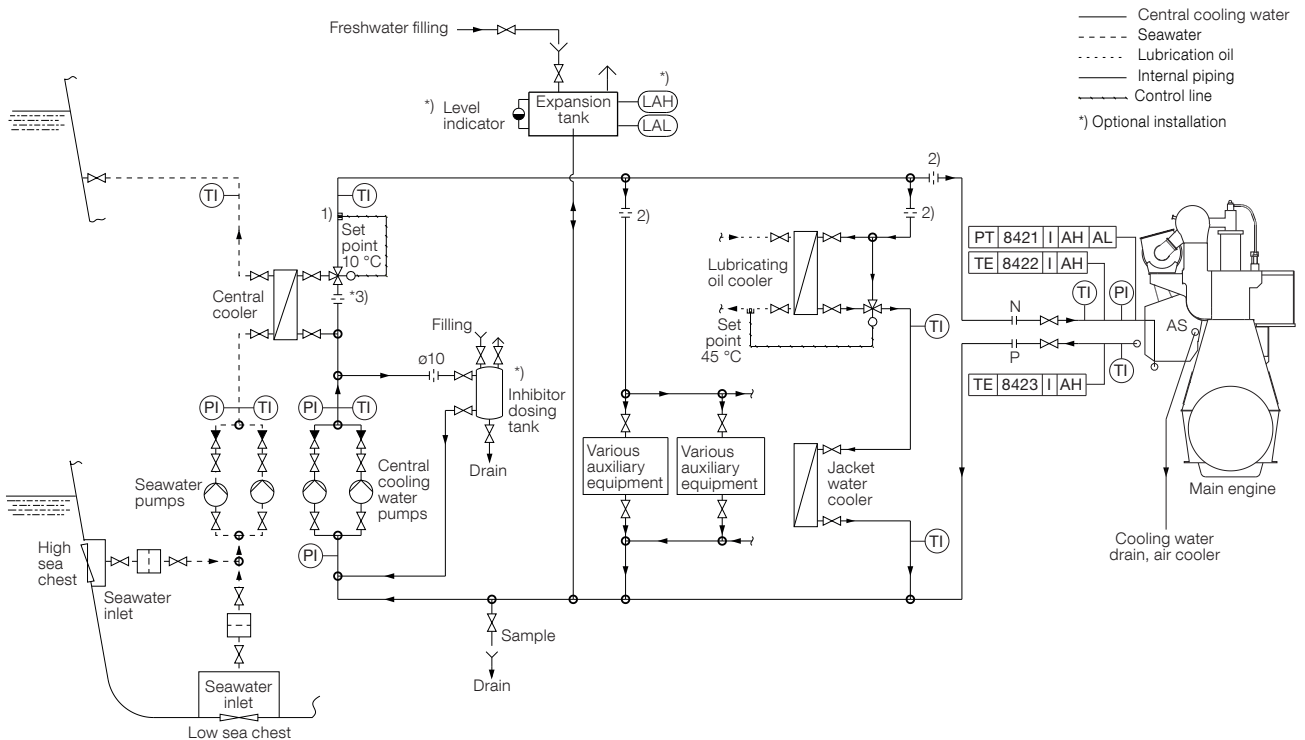 Freshwater filling
Central cooling water
Seawater
Lubrication oil
Internal piping
Control line
*) Optional installation
*) Level
indicator
Expansion
tank
*)
LAH
LAL
2)
TI
TI
1)
Set
point
10 °C
2)
2)
Central
cooler
*3)
Lubricating
oil cooler
Set
point
45 °C
TI
PT 8421 I AH AL
TE 8422 I AH
TI
PI
N
P
AS
TI
TE 8423 I AH
Filling
ø10
*)
Inhibitor
dosing
tank
Drain
PI
TI
PI
TI
Seawater
pumps
Central
cooling
water
pumps
Various
auxiliary
equipment
Various
auxiliary
equipment
Jacket
water
cooler
Main engine
High
sea
chest
Seawater
inlet
PI
TI
Cooling water
drain, air cooler
Sample
Drain
Seawater
inlet
Low sea chest